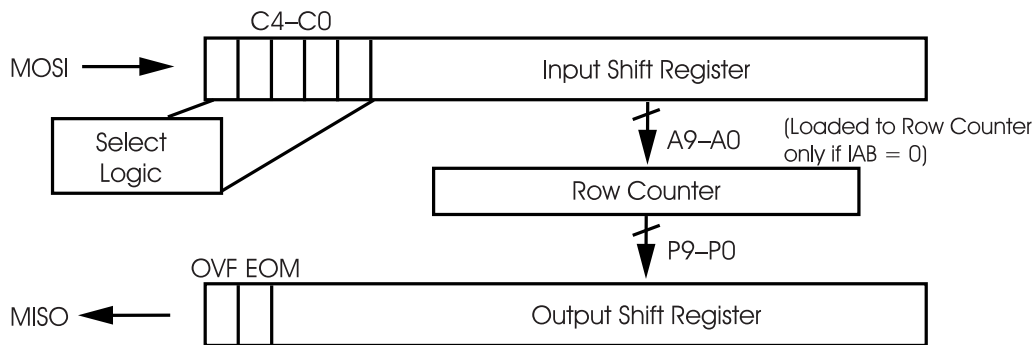 C4–C0
MOSI
Input Shift Register
Select
Logic
A9–A0
(Loaded to Row Counter
only if IAB = 0)
Row Counter
P9–P0
OVF EOM
MISO
Output Shift Register